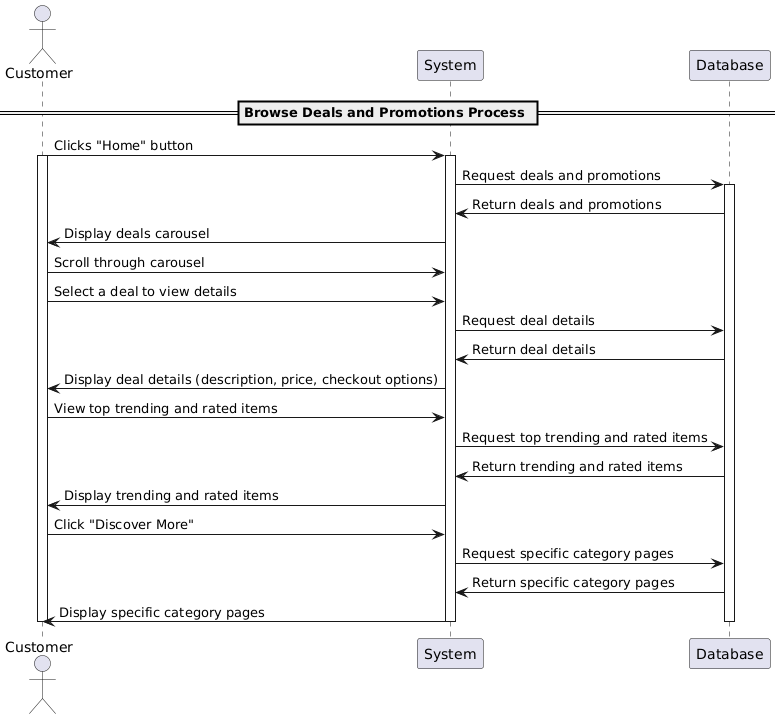 Customer
System
Database
Browse Deals and Promotions Process
Clicks "Home" button
Request deals and promotions
Return deals and promotions
Display deals carousel
Scroll through carousel
Select a deal to view details
Request deal details
Return deal details
Display deal details (description, price, checkout options)
View top trending and rated items
Request top trending and rated items
Return trending and rated items
Display trending and rated items
Click "Discover More"
Request specific category pages
Return specific category pages
Display specific category pages
Customer
System
Database